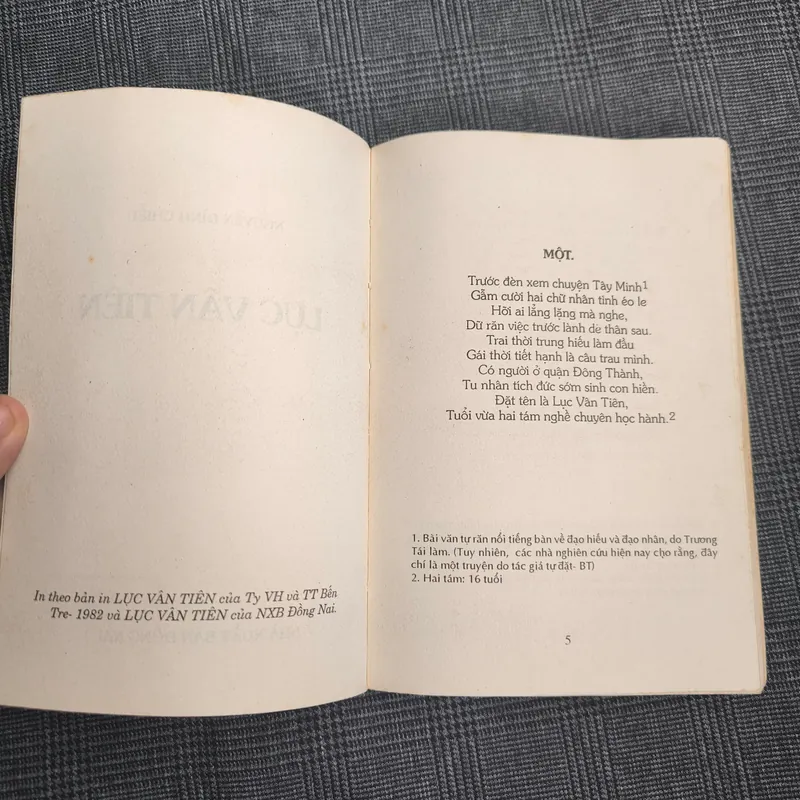 In theo bản in LỤC VÂN TIÊN của Ty VH và TT Bến
Tre- 1982 và LỤC VÂN TIÊN của NXB Đồng Nai.
MỘT.
Trước đèn xem chuyện Tây Minh1
Gẫm cười hai chữ nhân tình éo le
Hỡi ai lẳng lặng mà nghe,
Dữ răn việc trước lành dè thân sau.
Trai thời trung hiếu làm đầu
Gái thời tiết hạnh là câu trau mình.
Có người ở quận Đông Thành,
Tu nhân tích đức sớm sinh con hiền.
Đặt tên là Lục Vân Tiên,
Tuổi vừa hai tám nghề chuyên học hành.2
1. Bài văn tự răn nổi tiếng bàn về đạo hiếu và đạo nhân, do Trương
Tái làm. (Tuy nhiên, các nhà nghiên cứu hiện nay cho rằng, đây
chỉ là một truyện do tác giả tự đặt- BT)
2. Hai tám: 16 tuổi
5